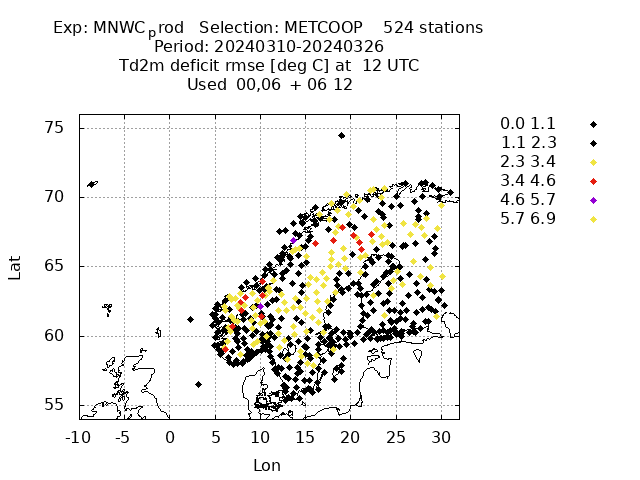 Exp: MNWCprod   Selection: METCOOP    524 stations
Period: 20240310-20240326
Td2m deficit rmse [deg C] at  12 UTC
Used  00,06  + 06 12
75
70
65
60
55
Lat
-10 -5 0 5 10 15 20 25 30
Lon
0.0 1.1
1.1 2.3
2.3 3.4
3.4 4.6
4.6 5.7
5.7 6.9